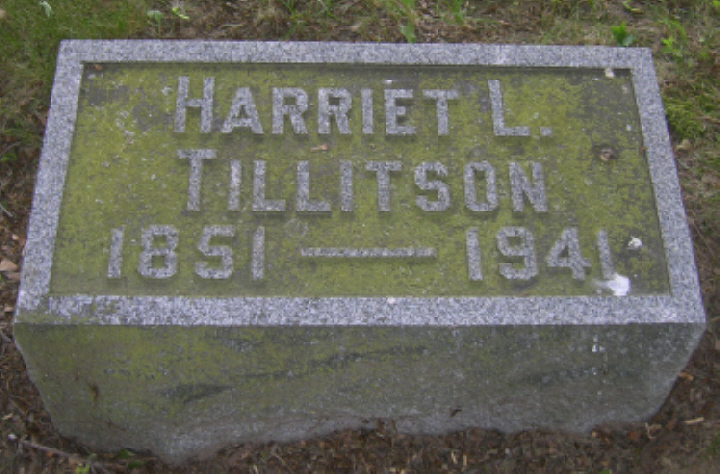 HARRIET L.
TILLITSON
1851 — 1941